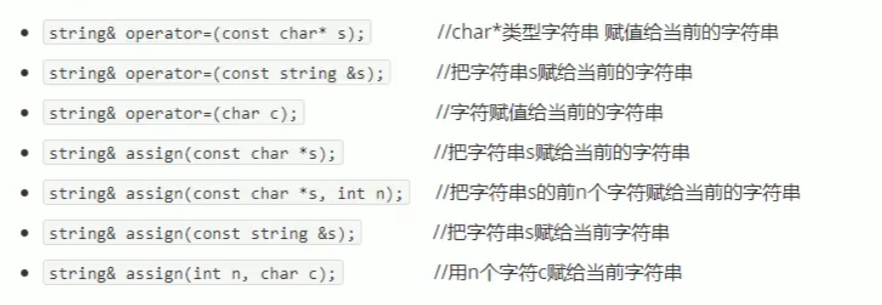 • string& operator=(const char* s); //char*类型字符串 赋值给当前的字符串
• string& operator=(const string &s); //把字符串s赋给当前的字符串
• string& operator=(char c); //字符赋值给当前的字符串
• string& assign(const char *s); //把字符串s赋给当前的字符串
• string& assign(const char *s, int n); //把字符串s的前n个字符赋给当前的字符串
• string& assign(const string &s); //把字符串s赋给当前字符串
• string& assign(int n, char c); //用n个字符c赋给当前字符串